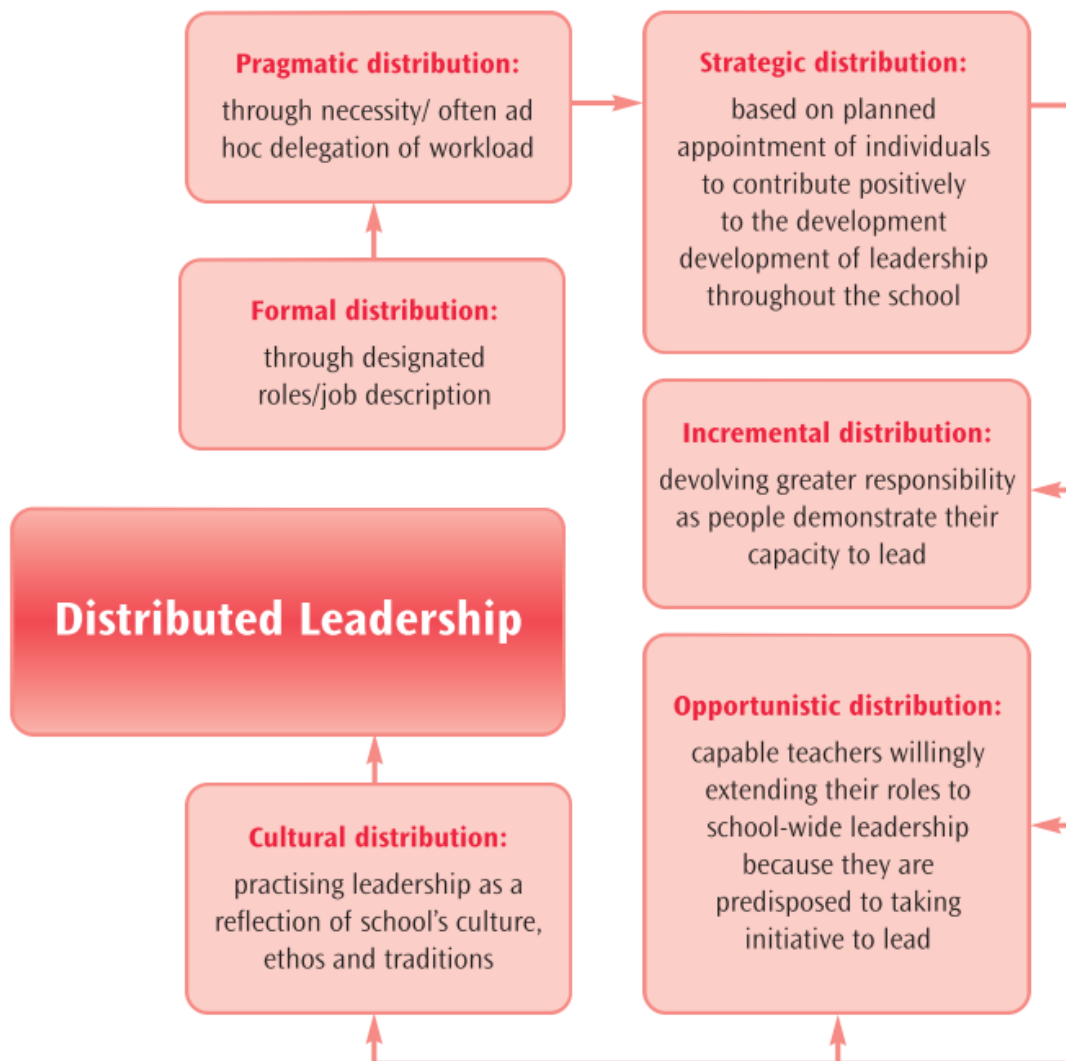 Pragmatic distribution:
through necessity/ often ad
hoc delegation of workload
Strategic distribution:
based on planned
appointment of individuals
to contribute positively
to the development
development of leadership
throughout the school
Formal distribution:
through designated
roles/job description
Incremental distribution:
devolving greater responsibility
as people demonstrate their
capacity to lead
Distributed Leadership
Opportunistic distribution:
capable teachers willingly
extending their roles to
school-wide leadership
because they are
predisposed to taking
initiative to lead
Cultural distribution:
practising leadership as a
reflection of school's culture,
ethos and traditions